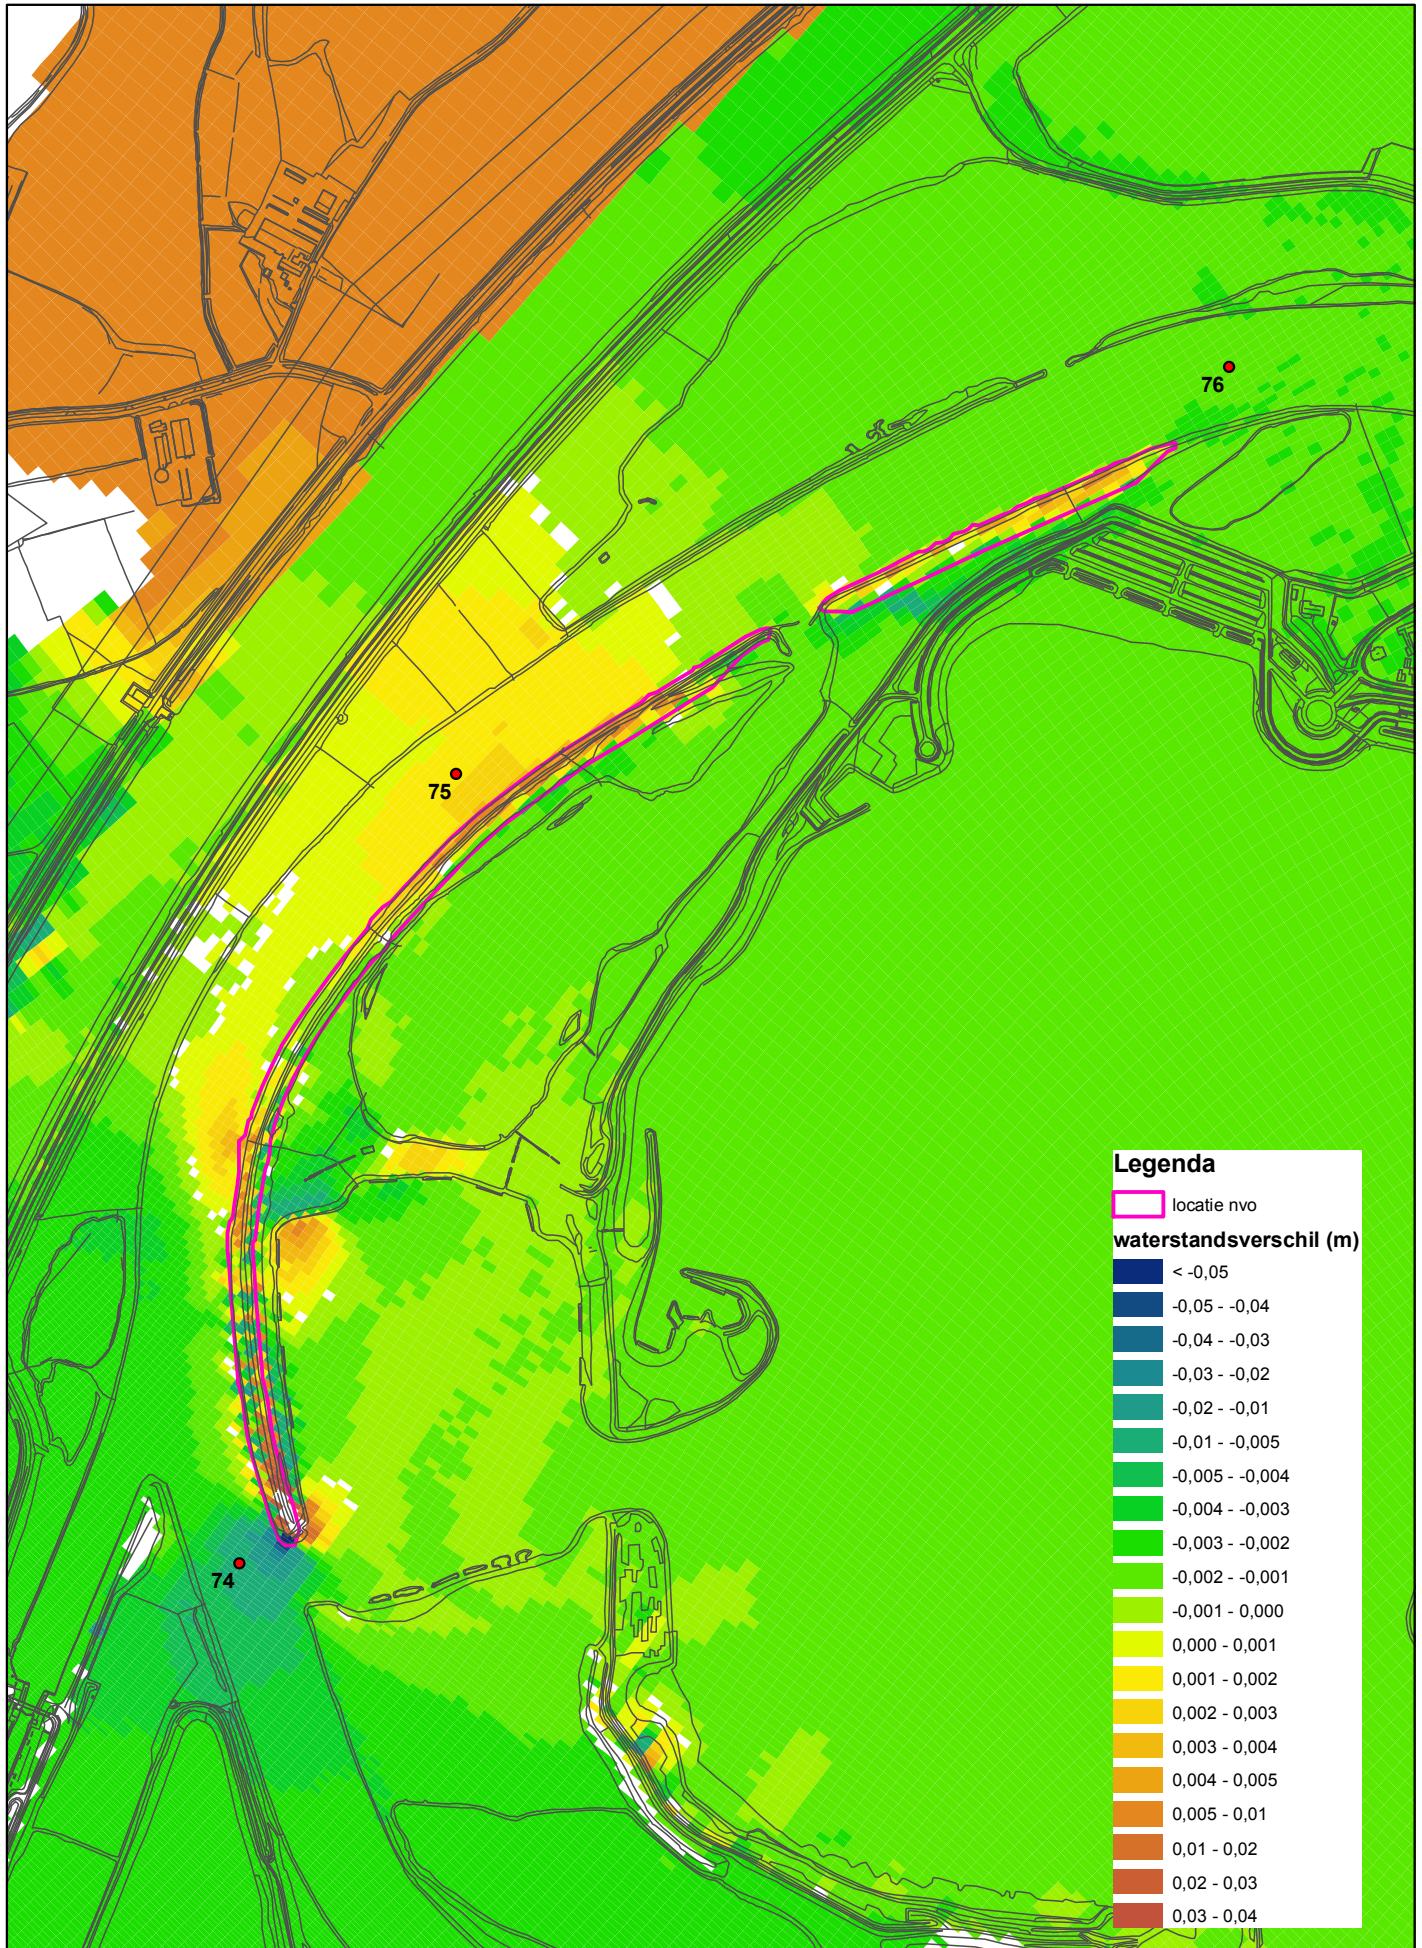 76
75
74
Legenda
locatie nvo
waterstandsverschil (m)
< -0,05
-0,05 - -0,04
-0,04 - -0,03
-0,03 - -0,02
-0,02 - -0,01
-0,01 - -0,005
-0,005 - -0,004
-0,004 - -0,003
-0,003 - -0,002
-0,002 - -0,001
-0,001 - 0,000
0,000 - 0,001
0,001 - 0,002
0,002 - 0,003
0,003 - 0,004
0,004 - 0,005
0,005 - 0,01
0,01 - 0,02
0,02 - 0,03
0,03 - 0,04